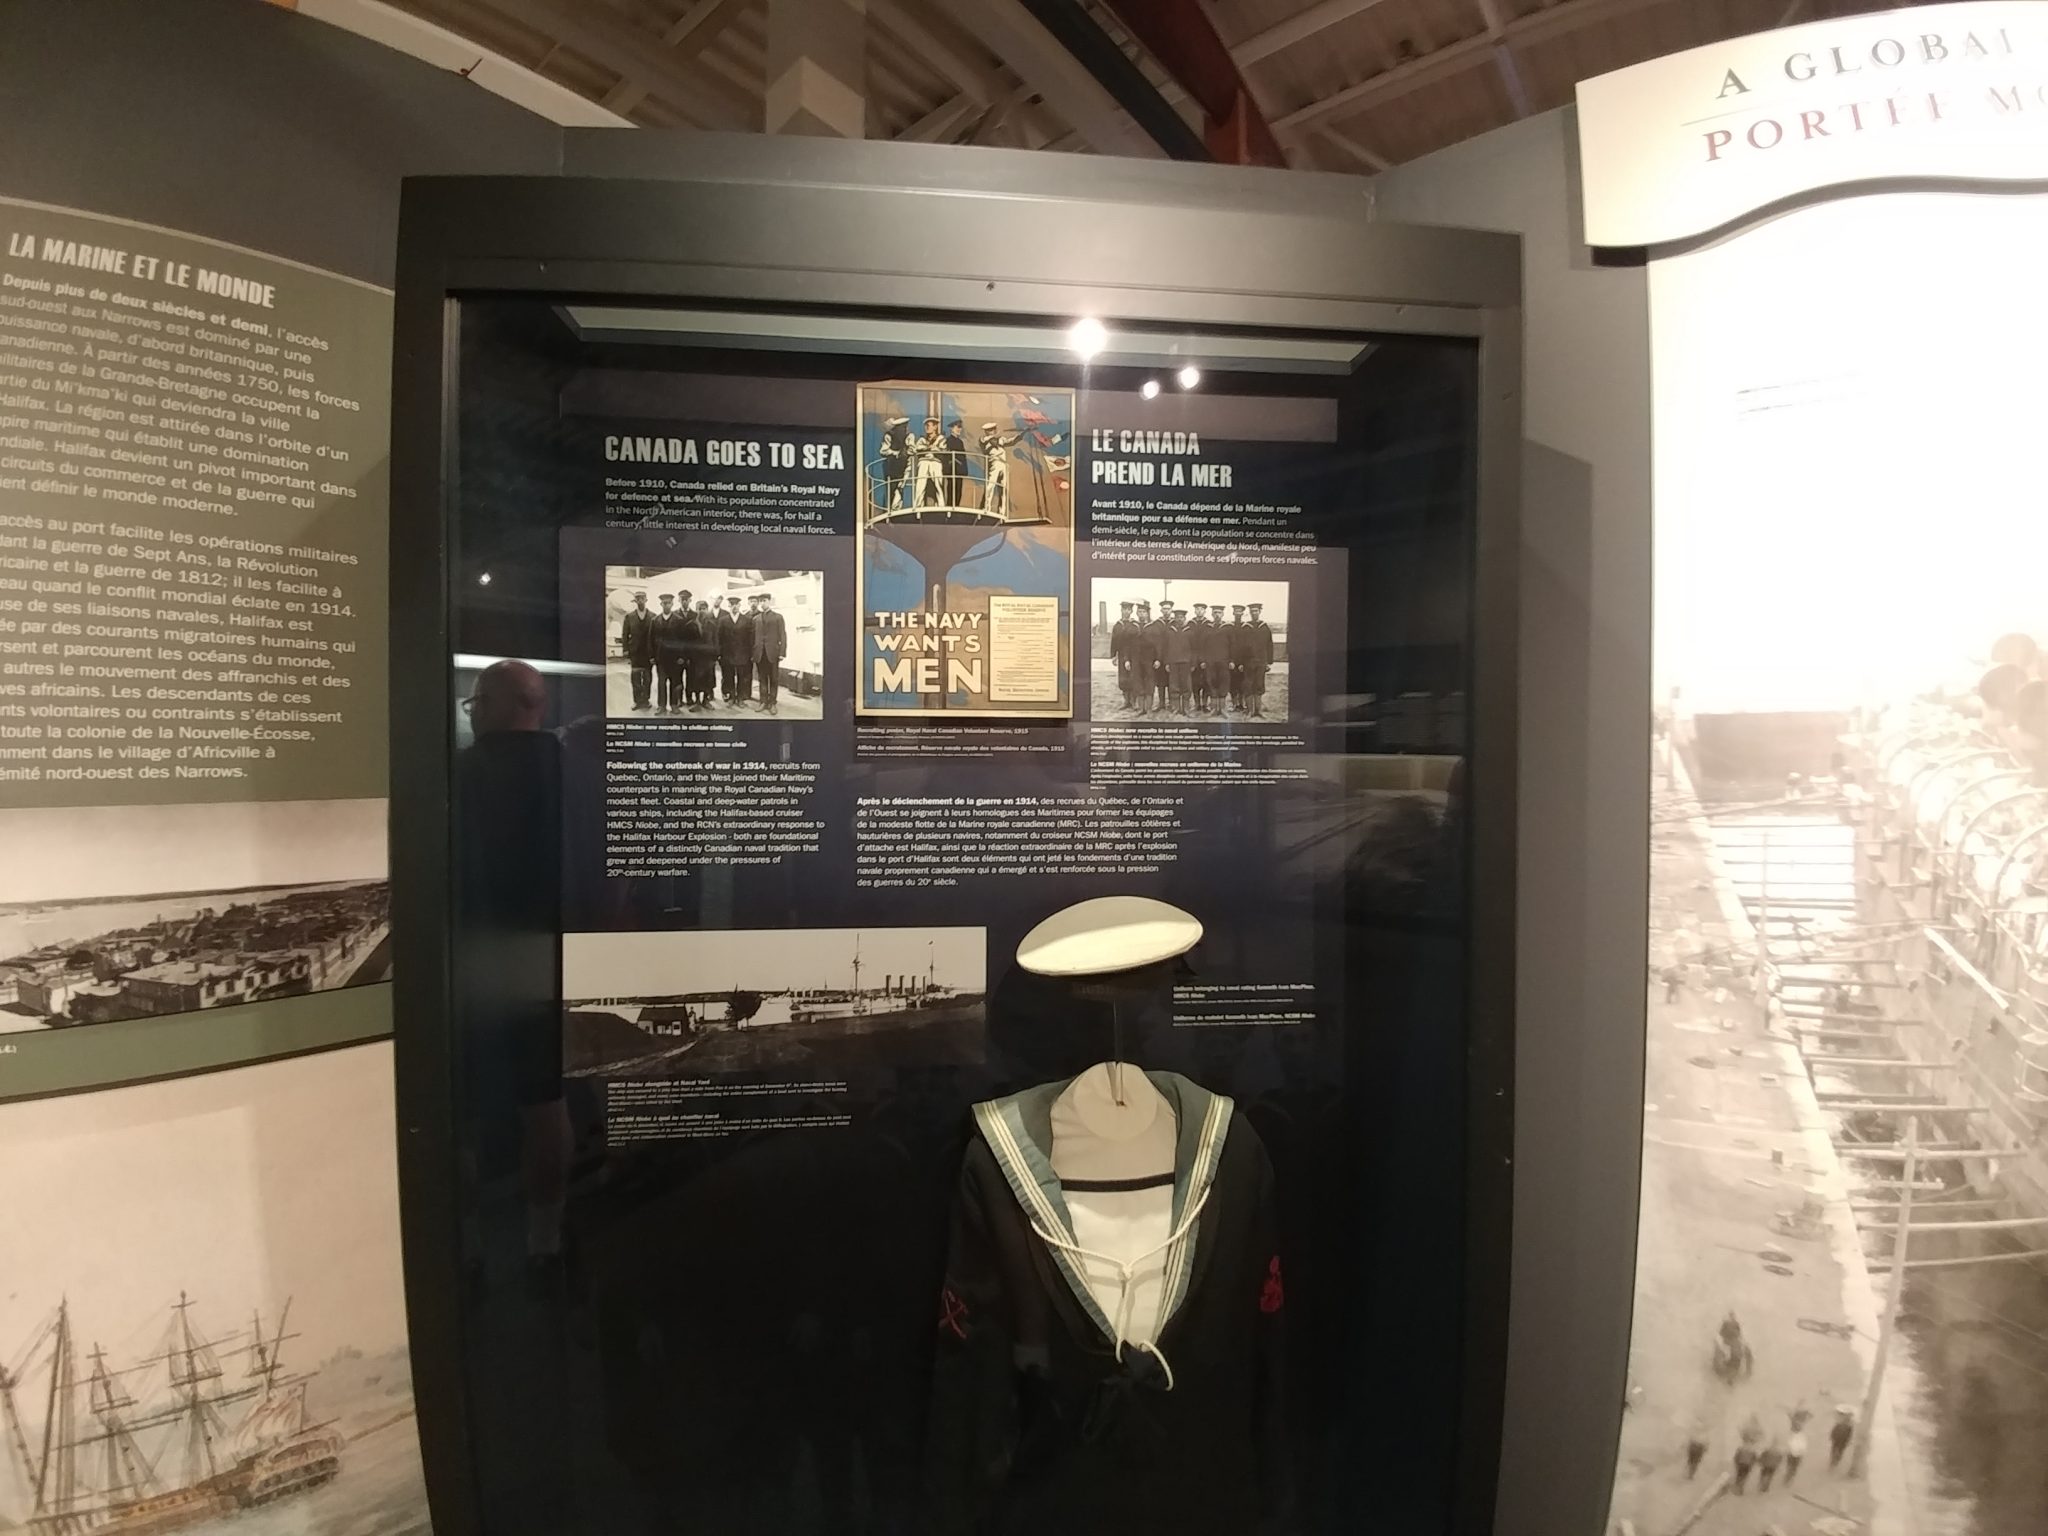 A GLOBAL
PORTÉE
LA MARINE ET LE MONDE
Depuis plus de deux siècles et demi, l'accès
sud-ouest aux Narrows est dominé par une
puissance navale, d'abord britannique, puis
canadienne. À partir des années 1750, les forces
militaires de la Grande-Bretagne occupent la
partie du Mi'kma'ki qui deviendra la ville
Halifax. La région est attirée dans l'orbite d'un
empire maritime qui établit une domination
mondiale. Halifax devient un pivot important dans
circuits du commerce et de la guerre qui
définir le monde moderne.
accès au port facilite les opérations militaires
la guerre de Sept Ans, la Révolution
et la guerre de 1812; il les facilite à
quand le conflit mondial éclate en 1914.
de ses liaisons navales, Halifax est
par des courants migratoires humains qui
et parcourent les océans du monde,
autres le mouvement des affranchis et des
africains. Les descendants de ces
volontaires ou contraints s'établissent
toute la colonie de la Nouvelle-Écosse,
dans le village d'Africville à
nord-ouest des Narrows.
CANADA GOES TO SEA
Before 1910, Canada relied on Britain's Royal Navy
for defence at sea. With its population concentrated
in the North American interior, there was, for half a
century, little interest in developing local naval forces.
HMCS Niobe: new recruits in civilian clothing
Le NCSM Niobe : nouvelles recrues en tenue civile
Following the outbreak of war in 1914, recruits from
Quebec, Ontario, and the West joined their Maritime
counterparts in manning the Royal Canadian Navy's
modest fleet. Coastal and deep-water patrols in
various ships, including the Halifax-based cruiser
HMCS Niobe, and the RCN's extraordinary response to
the Halifax Harbour Explosion - both are foundational
elements of a distinctly Canadian naval tradition that
grew and deepened under the pressures of
20th-century warfare.
THE NAVY
WANTS
MEN
Recruiting poster, Royal Naval Canadian Volunteer Reserve, 1915
Affiche de recrutement, Réserve navale royale des volontaires du Canada, 1915
LE CANADA
PREND LA MER
Avant 1910, le Canada dépend de la Marine royale
britannique pour sa défense en mer. Pendant un
demi-siècle, le pays, dont la population se concentre dans
l'intérieur des terres de l'Amérique du Nord, manifeste peu
d'intérêt pour la constitution de ses propres forces navales.
HMCS Niobe: new recruits in naval uniform
Le NCSM Niobe : nouvelles recrues en uniforme de la Marine
Après le déclenchement de la guerre en 1914, des recrues du Québec, de l'Ontario et
de l'Ouest se joignent à leurs homologues des Maritimes pour former les équipages
de la modeste flotte de la Marine royale canadienne (MRC). Les patrouilles côtières et
hauturières de plusieurs navires, notamment du croiseur NCSM Niobe, dont le port
d'attache est Halifax, ainsi que la réaction extraordinaire de la MRC après l'explosion
dans le port d'Halifax sont deux éléments qui ont jeté les fondements d'une tradition
navale proprement canadienne qui a émergé et s'est renforcée sous la pression
des guerres du 20e siècle.
HMCS Niobe alongside at Naval Yard
Le NCSM Niobe à quai au chantier naval
Uniform belonging to naval rating Kenneth Ivan MacPhee,
HMCS Niobe
Uniforme du matelot Kenneth Ivan MacPhee, NCSM Niobe